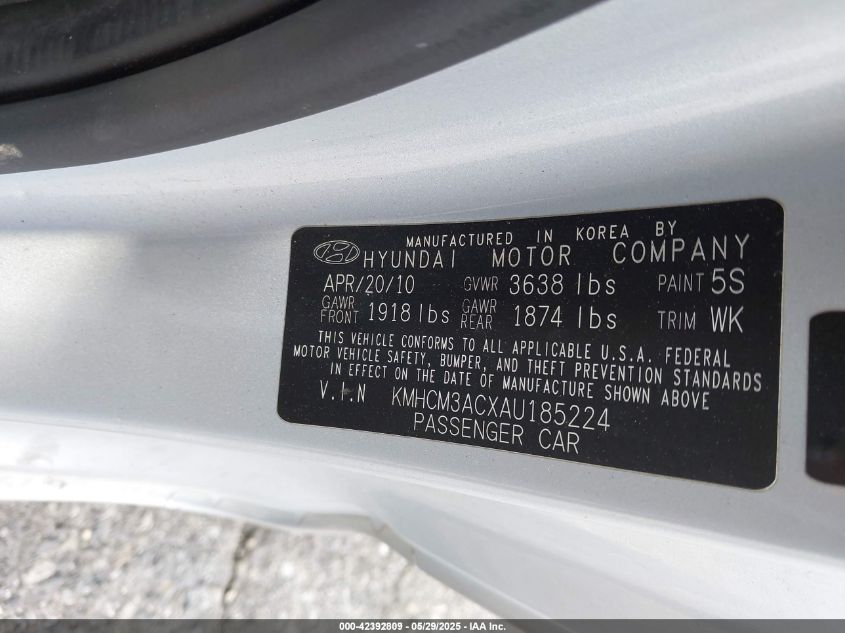 MANUFACTURED IN KOREA BY
HYUNDAI MOTOR COMPANY
APR/20/10 GVWR 3638 lbs PAINT 5S
GAWR FRONT 1918 lbs GAWR REAR 1874 lbs TRIM WK
THIS VEHICLE CONFORMS TO ALL APPLICABLE U.S.A. FEDERAL
MOTOR VEHICLE SAFETY, BUMPER, AND THEFT PREVENTION STANDARDS
IN EFFECT ON THE DATE OF MANUFACTURE SHOWN ABOVE
V.I.N KMHCM3ACXAU185224
PASSENGER CAR
000-42392809 - 05/29/2025 - IAA Inc.